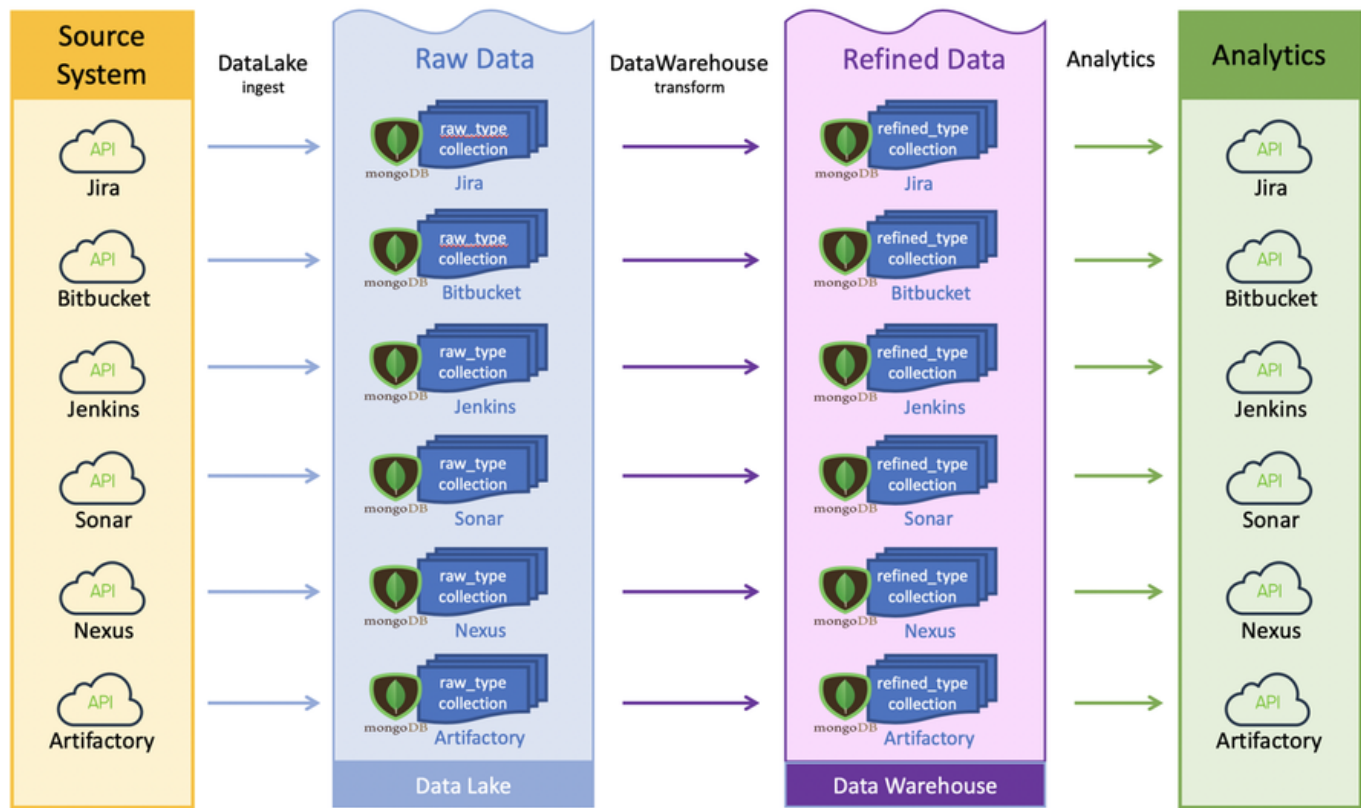 Source
System
DataLake
ingest
Raw Data
DataWarehouse
transform
Refined Data
Analytics
Analytics
API
Jira
raw_type
collection
mongoDB
Jira
refined_type
collection
mongoDB
Jira
API
Jira
API
Bitbucket
raw_type
collection
mongoDB
Bitbucket
refined_type
collection
mongoDB
Bitbucket
API
Bitbucket
API
Jenkins
raw_type
collection
mongoDB
Jenkins
refined_type
collection
mongoDB
Jenkins
API
Jenkins
API
Sonar
raw_type
collection
mongoDB
Sonar
refined_type
collection
mongoDB
Sonar
API
Sonar
API
Nexus
raw_type
collection
mongoDB
Nexus
refined_type
collection
mongoDB
Nexus
API
Nexus
API
Artifactory
raw_type
collection
mongoDB
Artifactory
refined_type
collection
mongoDB
Artifactory
API
Artifactory
Data Lake
Data Warehouse